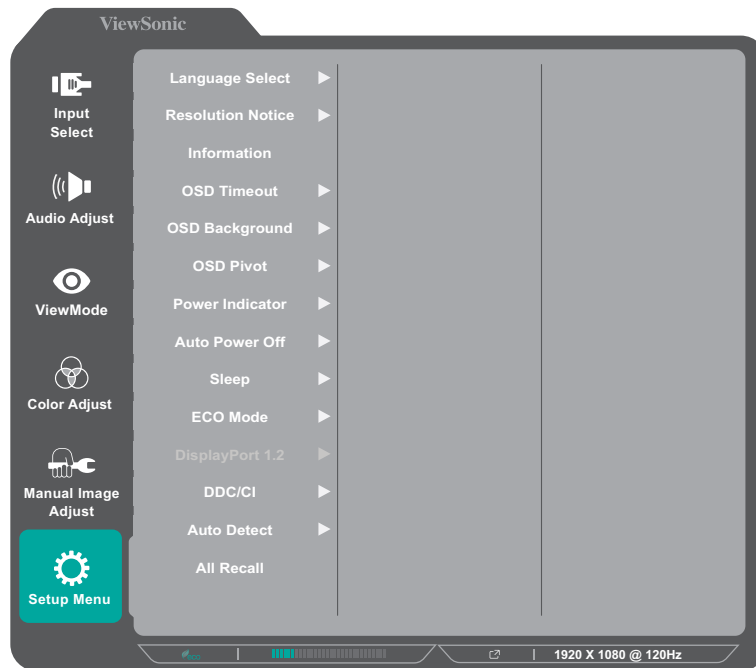 ViewSonic
Input
Select
Audio Adjust
ViewMode
Color Adjust
Manual Image
Adjust
Setup Menu
Language Select
Resolution Notice
Information
OSD Timeout
OSD Background
OSD Pivot
Power Indicator
Auto Power Off
Sleep
ECO Mode
DisplayPort 1.2
DDC/CI
Auto Detect
All Recall
eco
1920 X 1080 @ 120Hz